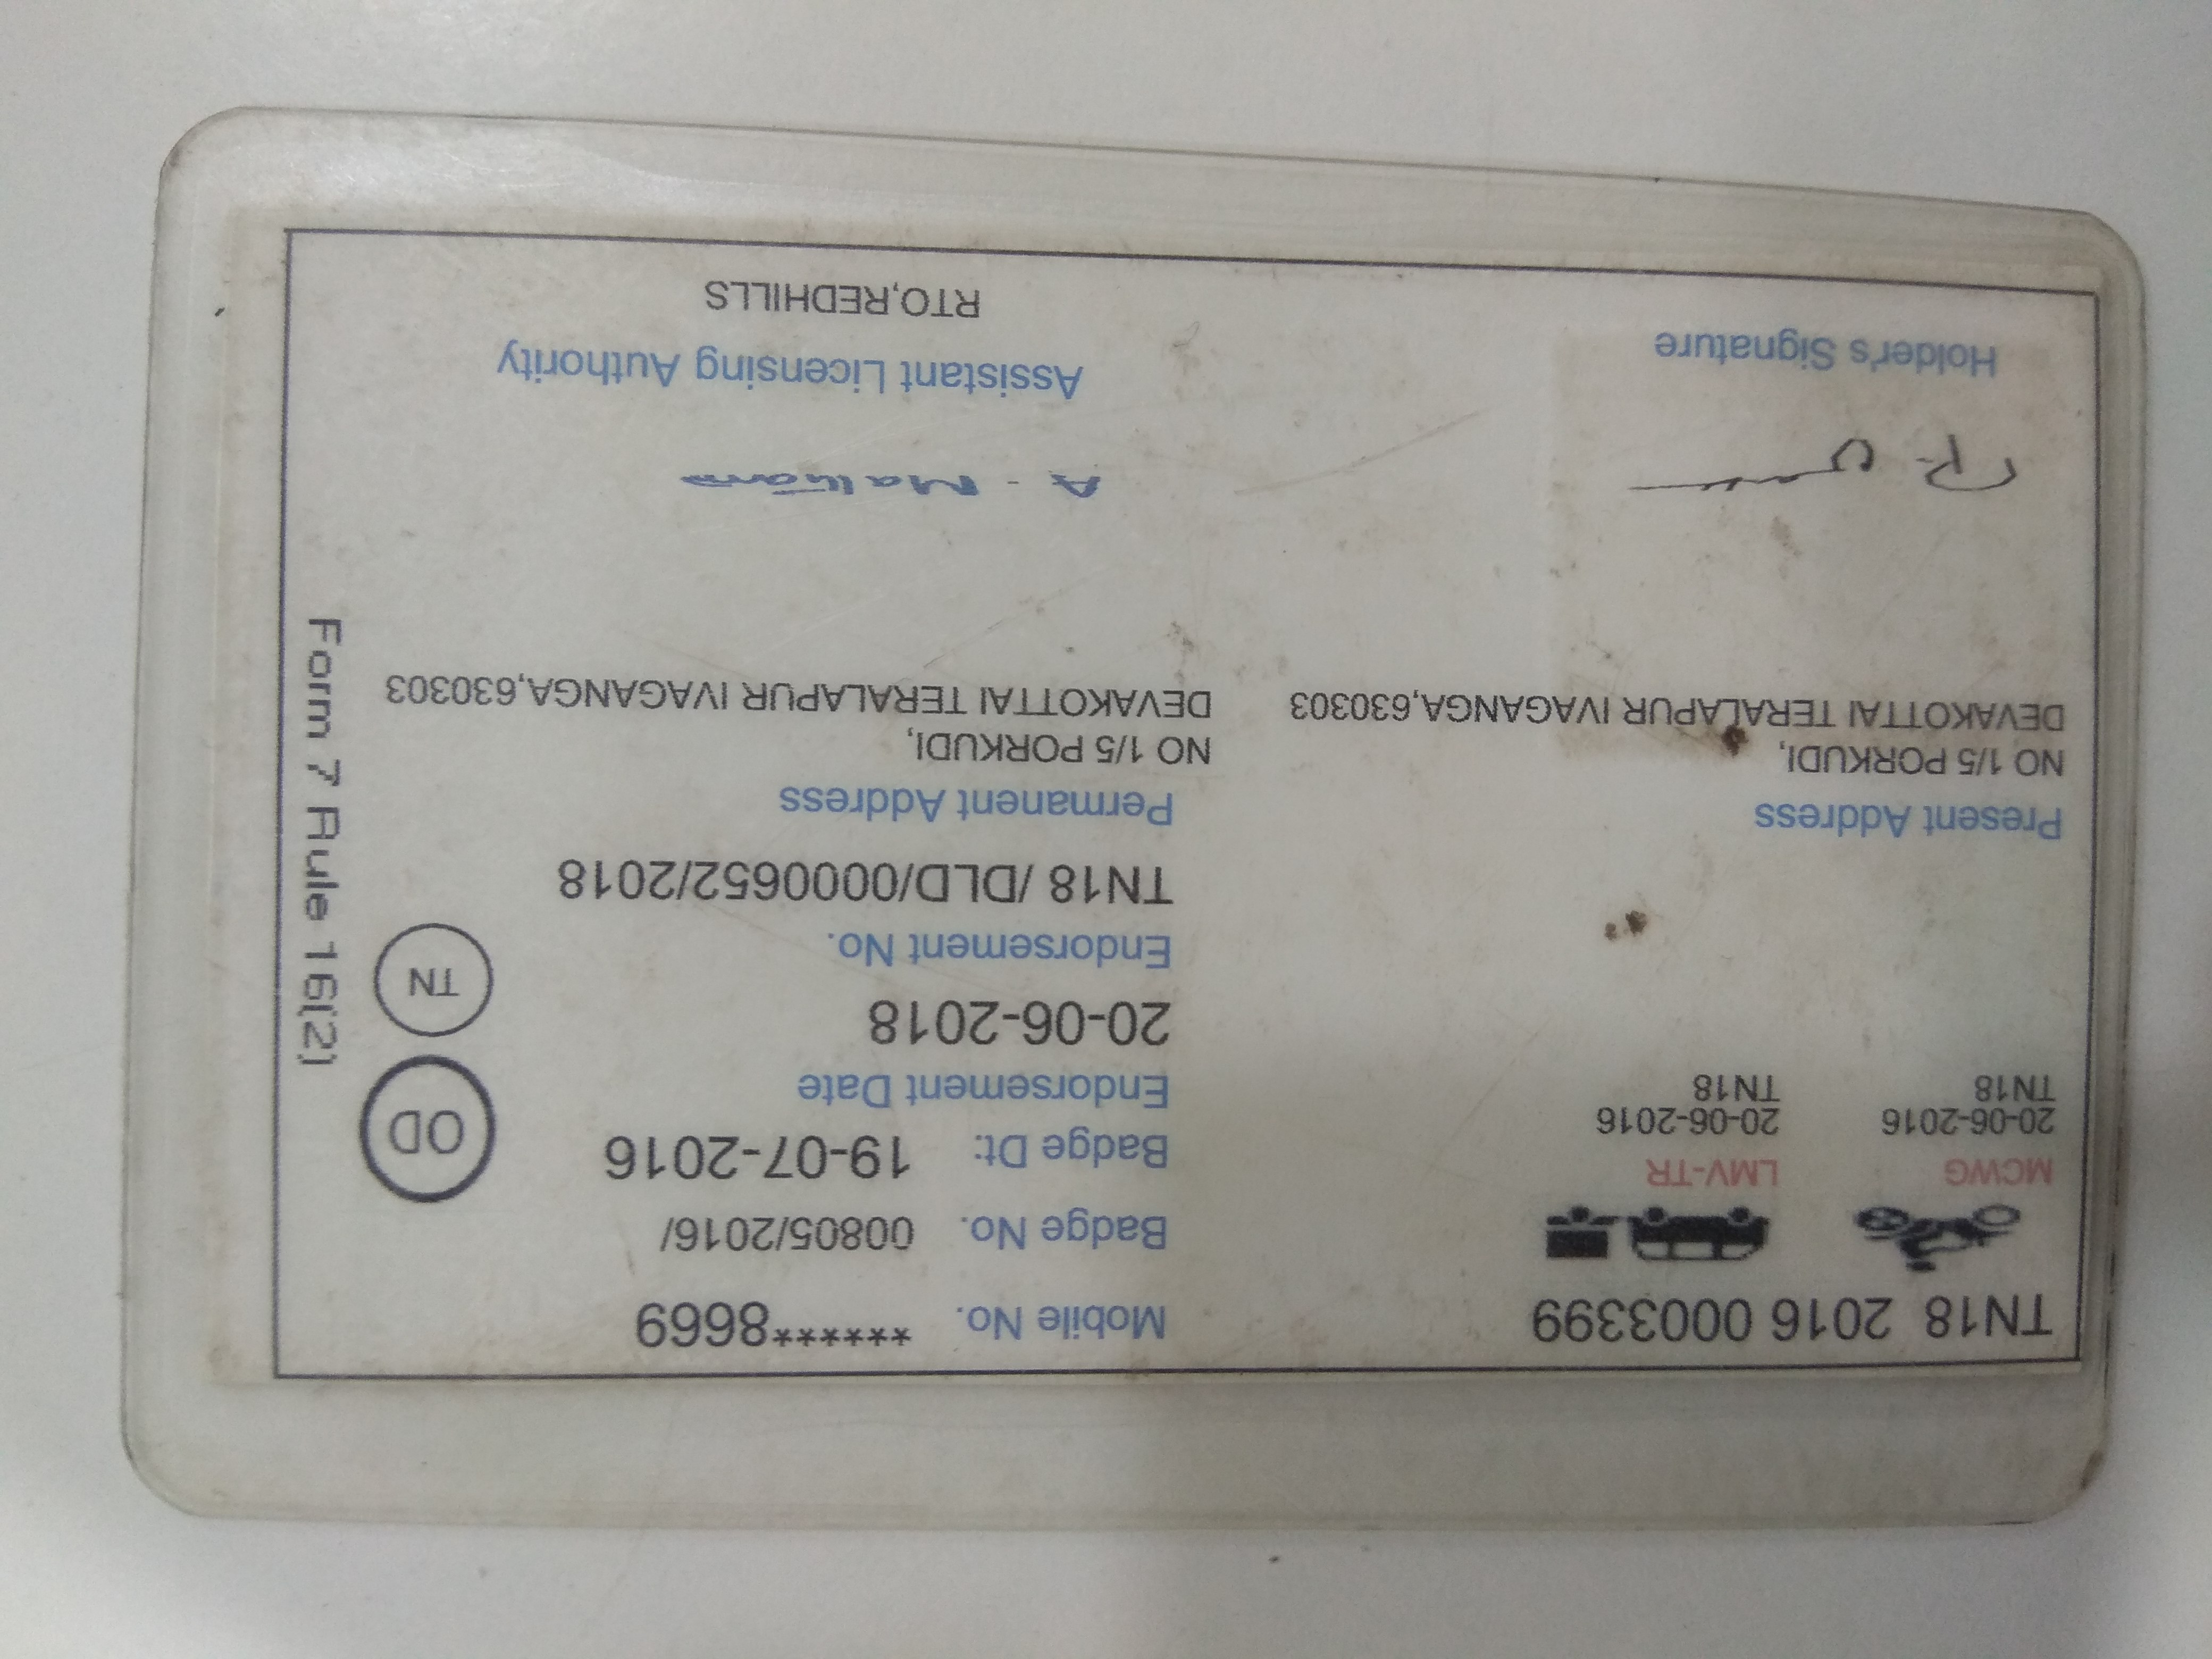 TN18 2016 0003399
MCWG
20-06-2016
TN18
LMV-TR
20-06-2016
TN18
Present Address
NO 1/5 PORKUDI,
DEVAKOTTAI TERALAPUR IVAGANGA,630303
Holder's Signature
Mobile No. ******8669
Badge No. 00805/2016/
Badge Dt: 19-07-2016
Endorsement Date
20-06-2018
Endorsement No.
TN18 /DLD/0000652/2018
Permanent Address
NO 1/5 PORKUDI,
DEVAKOTTAI TERALAPUR IVAGANGA,630303
Assistant Licensing Authority
RTO,REDHILLS
OD
TN
Form 7 Rule 16(2)